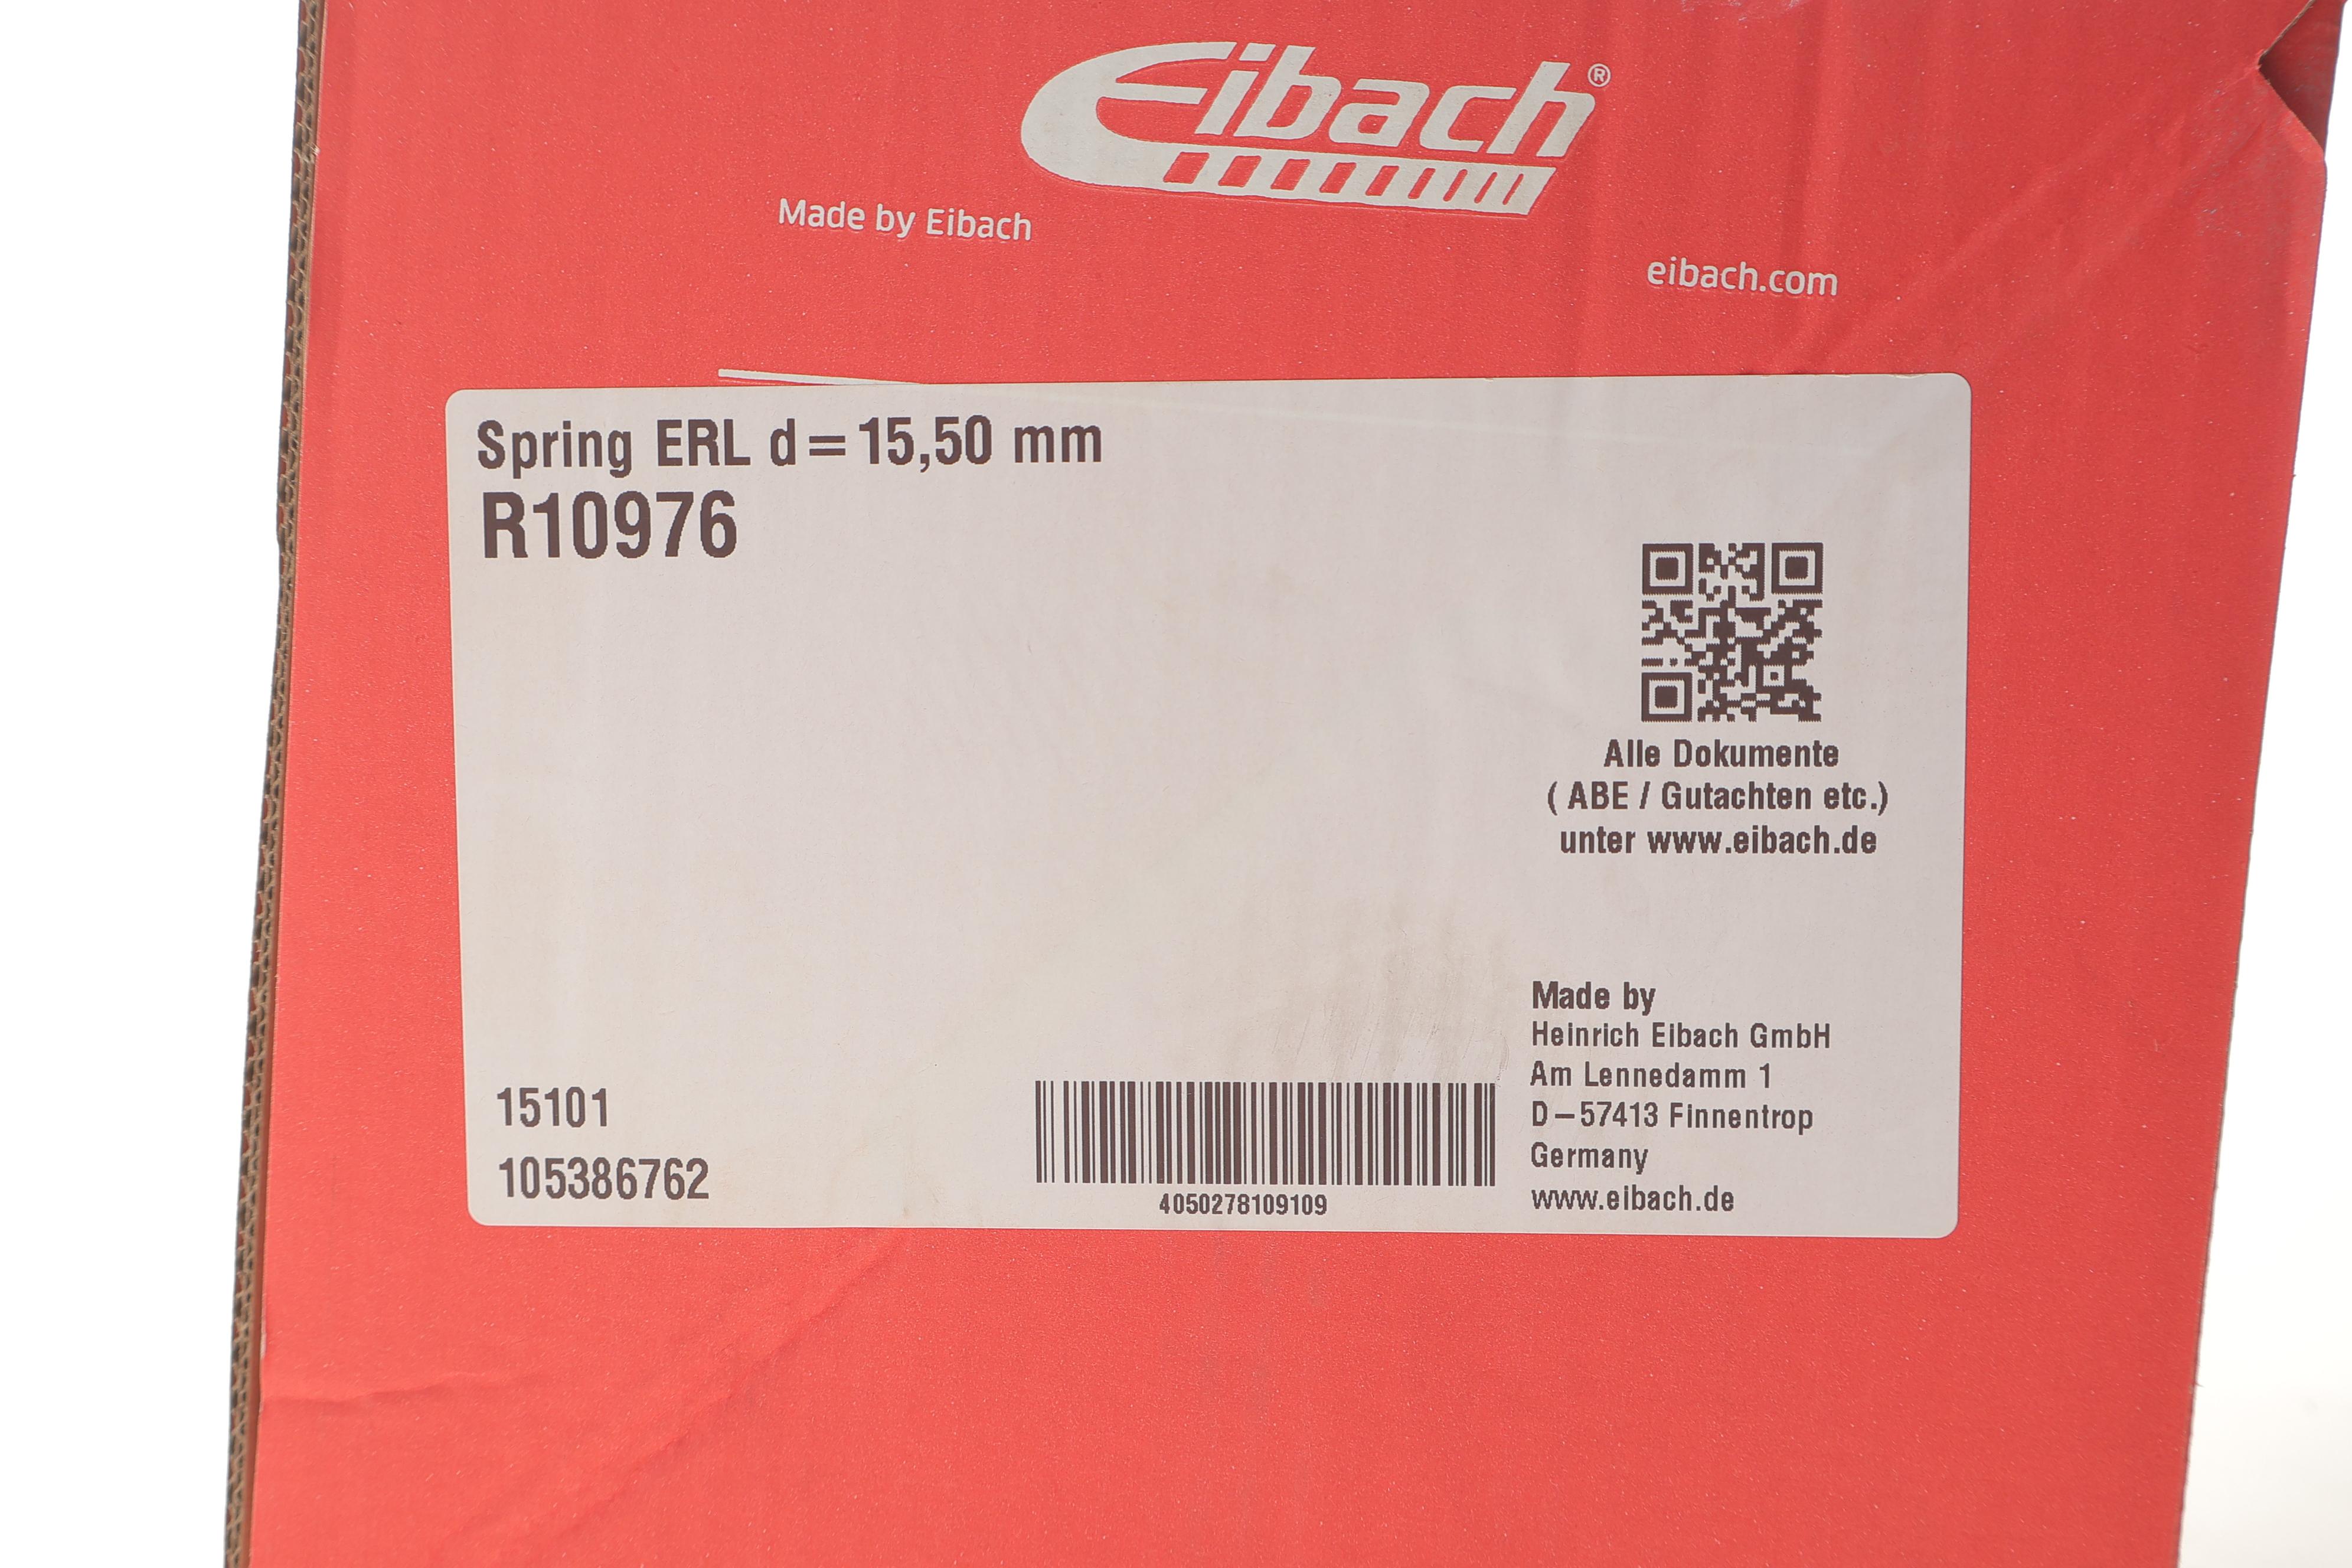 Eibach®
Made by Eibach
eibach.com
Spring ERL d=15,50 mm
R10976
Alle Dokumente
( ABE / Gutachten etc.)
unter www.eibach.de
Made by
Heinrich Eibach GmbH
Am Lennedamm 1
D-57413 Finnentrop
Germany
www.eibach.de
15101
105386762
4050278109109